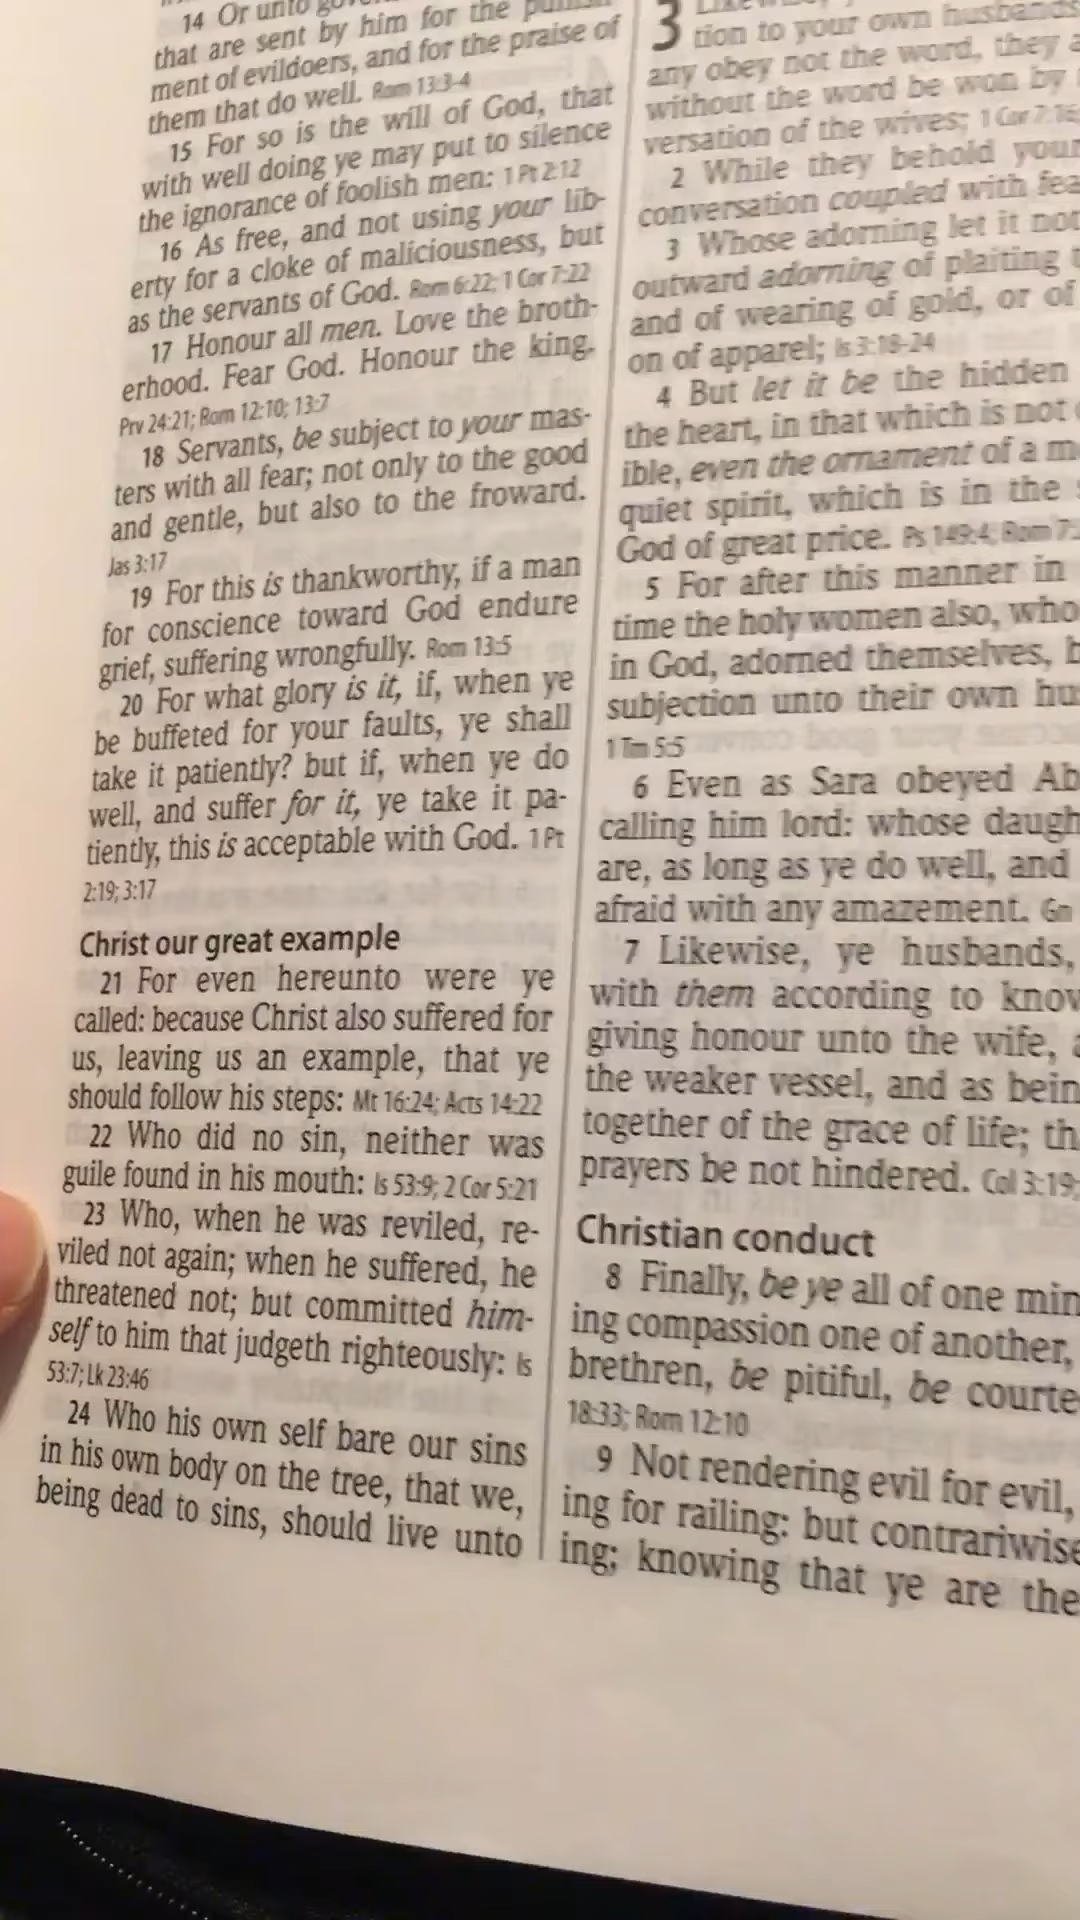 14 Or unto
that are sent by him for the punish-
ment of evildoers, and for the praise of
them that do well. Rom 13:3-4
15 For so is the will of God, that
with well doing ye may put to silence
the ignorance of foolish men: 1 Pt 2:12
16 As free, and not using your lib-
erty for a cloke of maliciousness, but
as the servants of God. Rom 6:22; 1 Cor 7:22
17 Honour all men. Love the broth-
erhood. Fear God. Honour the king.
Prv 24:21; Rom 12:10; 13:7
18 Servants, be subject to your mas-
ters with all fear; not only to the good
and gentle, but also to the froward.
Jas 3:17
19 For this is thankworthy, if a man
for conscience toward God endure
grief, suffering wrongfully. Rom 13:5
20 For what glory is it, if, when ye
be buffeted for your faults, ye shall
take it patiently? but if, when ye do
well, and suffer for it, ye take it pa-
tiently, this is acceptable with God. 1 Pt
2:19; 3:17
Christ our great example
21 For even hereunto were ye
called: because Christ also suffered for
us, leaving us an example, that ye
should follow his steps: Mt 16:24; Acts 14:22
22 Who did no sin, neither was
guile found in his mouth: Is 53:9; 2 Cor 5:21
23 Who, when he was reviled, re-
viled not again; when he suffered, he
threatened not; but committed him-
self to him that judgeth righteously: Is
53:7; Lk 23:46
24 Who his own self bare our sins
in his own body on the tree, that we,
being dead to sins, should live unto
3
tion to your own husbands
any obey not the word, they
without the word be won by
versation of the wives; 1 Cor 7:16
2 While they behold your
conversation coupled with fea
3 Whose adorning let it not
outward adorning of plaiting
and of wearing of gold, or of
on of apparel; Is 3:18-24
4 But let it be the hidden
the heart, in that which is not
ible, even the ornament of a m
quiet spirit, which is in the
God of great price. Ps 149:4; Rom 7:
5 For after this manner in
time the holy women also, who
in God, adorned themselves, b
subjection unto their own hus
1 Tm 5:5
6 Even as Sara obeyed Ab
calling him lord: whose daugh
are, as long as ye do well, and
afraid with any amazement. Gn
7 Likewise, ye husbands,
with them according to know
giving honour unto the wife, a
the weaker vessel, and as bein
together of the grace of life; th
prayers be not hindered. Col 3:19;
Christian conduct
8 Finally, be ye all of one min
ing compassion one of another,
brethren, be pitiful, be courte
18:33; Rom 12:10
9 Not rendering evil for evil,
ing for railing: but contrariwise
ing; knowing that ye are the